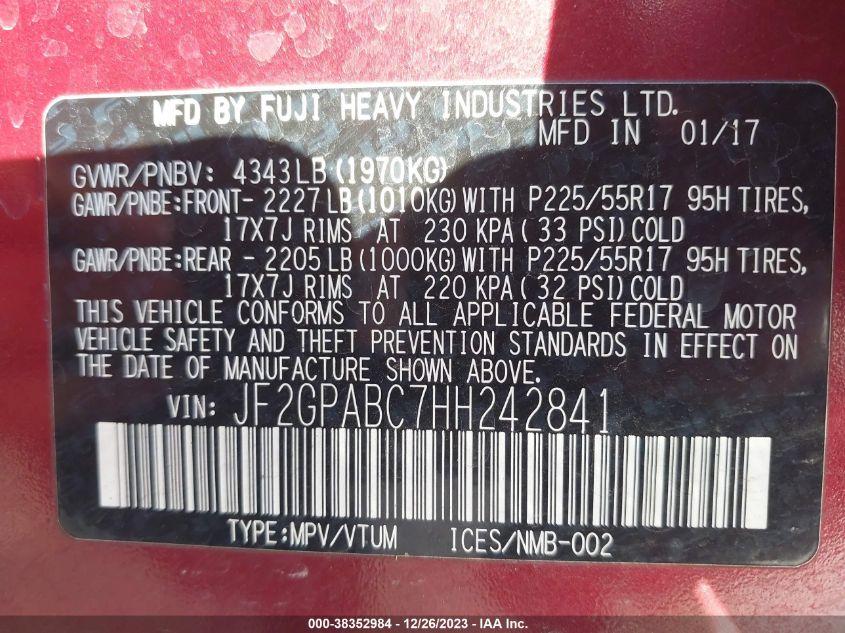 MFD BY FUJI HEAVY INDUSTRIES LTD.
MFD IN 01/17
GVWR/PNBV: 4343LB(1970KG)
GAWR/PNBE:FRONT- 2227LB(1010KG)WITH P225/55R17 95H TIRES,
17X7J RIMS AT 230 KPA( 33 PSI)COLD
GAWR/PNBE:REAR - 2205LB(1000KG)WITH P225/55R17 95H TIRES,
17X7J RIMS AT 220 KPA( 32 PSI)COLD
THIS VEHICLE CONFORMS TO ALL APPLICABLE FEDERAL MOTOR
VEHICLE SAFETY AND THEFT PREVENTION STANDARDS IN EFFECT ON
THE DATE OF MANUFACTURE SHOWN ABOVE.
VIN: JF2GPABC7HH242841
TYPE:MPV/VTUM ICES/NMB-002
000-38352984 - 12/26/2023 - IAA Inc.